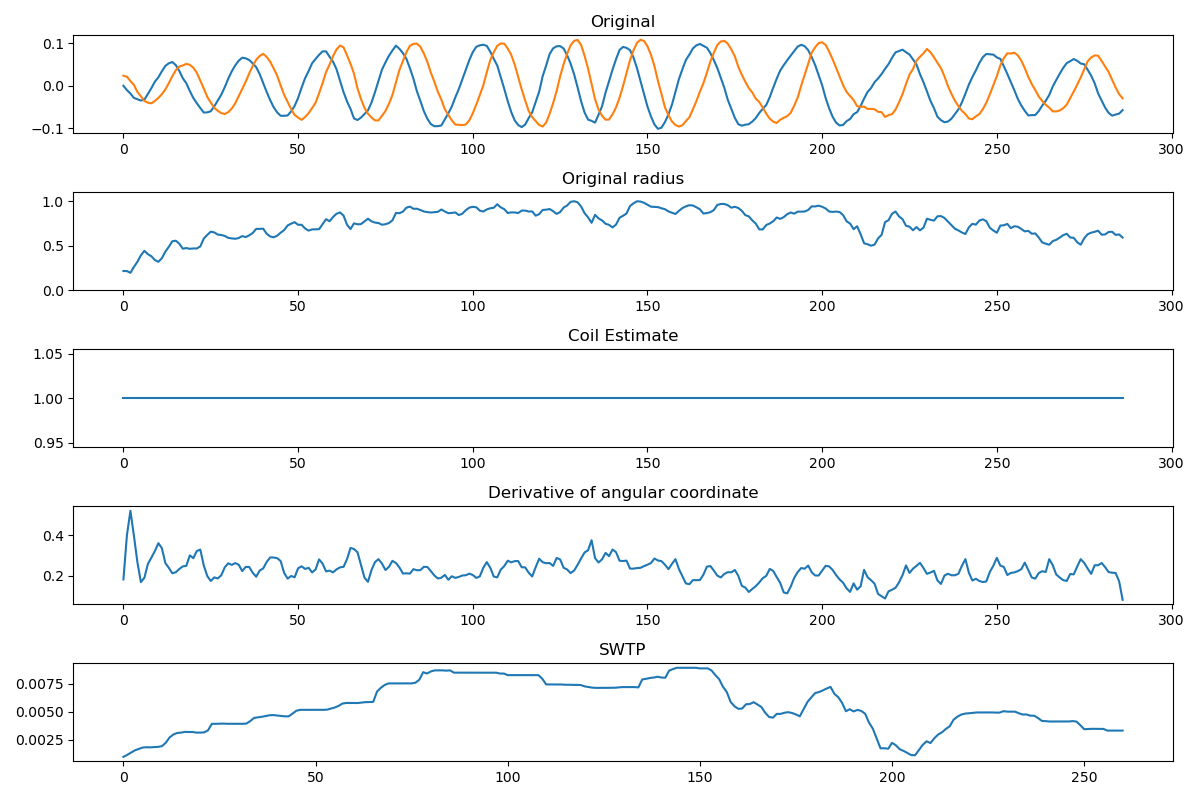 Original
0.1
0.0
−0.1
0 50 100 150 200 250 300
Original radius
1.0
0.5
0.0
0 50 100 150 200 250 300
Coil Estimate
1.05
1.00
0.95
0 50 100 150 200 250 300
Derivative of angular coordinate
0.4
0.2
0 50 100 150 200 250 300
SWTP
0.0075
0.0050
0.0025
0 50 100 150 200 250